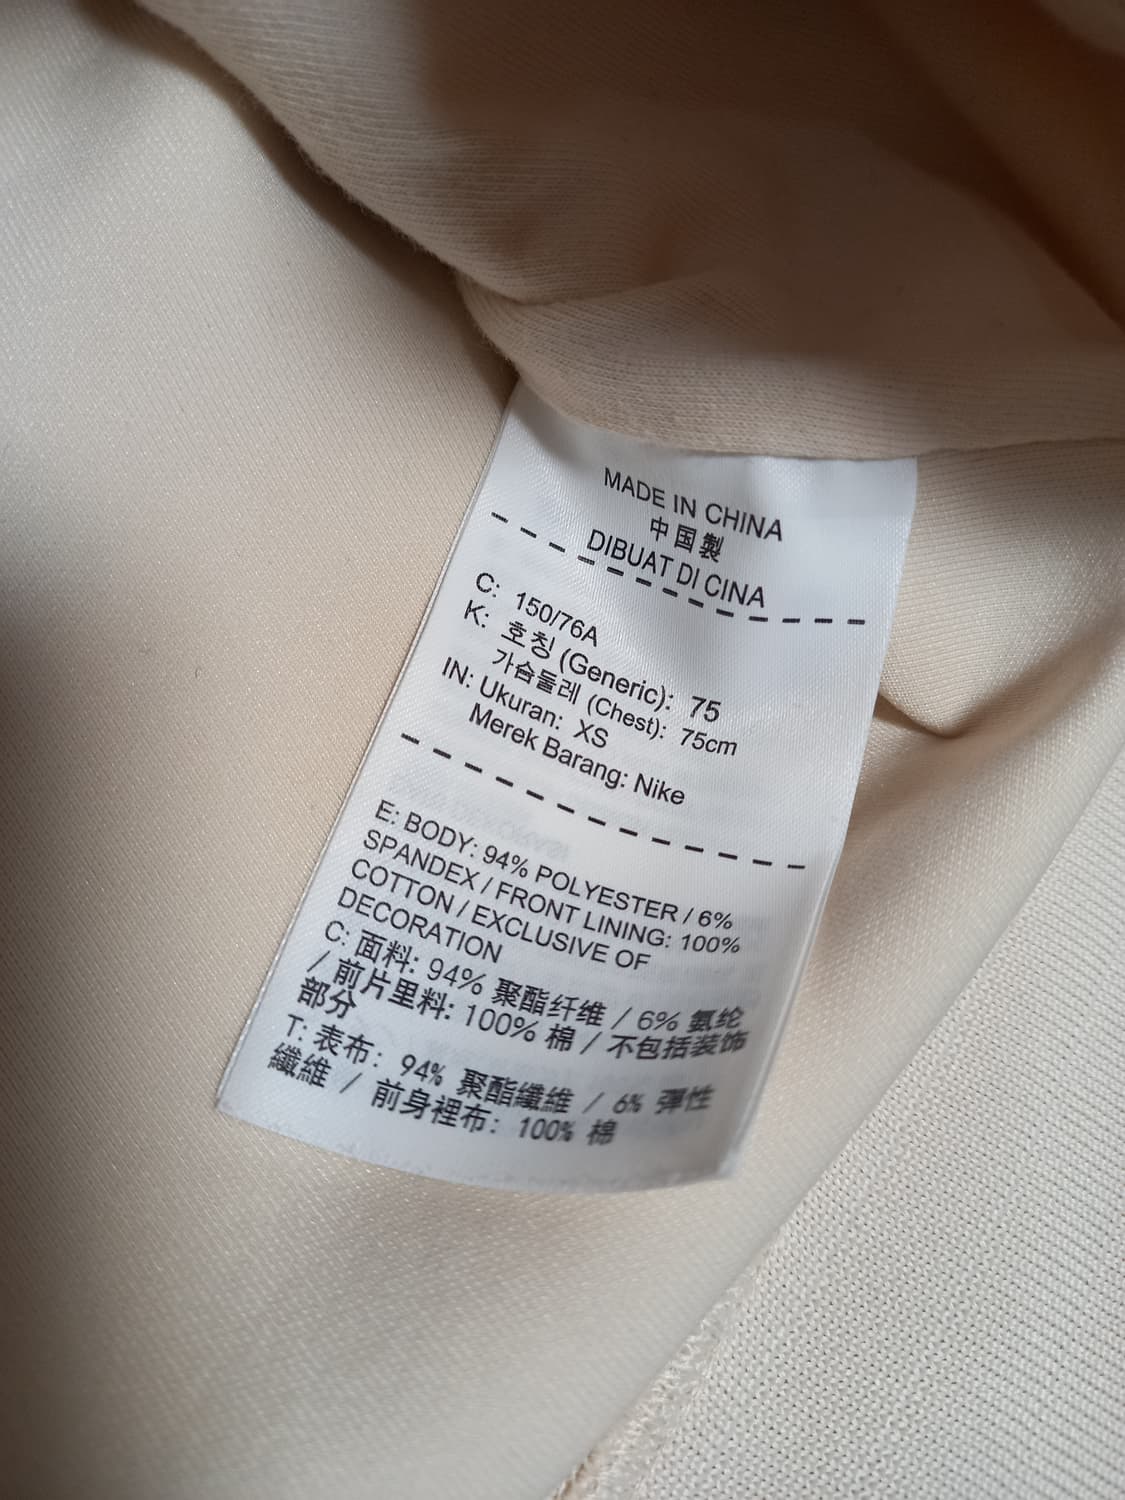 MADE IN CHINA
中国製
DIBUAT DI CINA
C: 150/76A
K: 호칭 (Generic): 75
가슴둘레 (Chest): 75cm
IN: Ukuran: XS
Merek Barang: Nike
E: BODY: 94% POLYESTER / 6%
SPANDEX / FRONT LINING: 100%
COTTON / EXCLUSIVE OF
DECORATION
C: 面料: 94% 聚酯纤维 / 6% 氨纶
/ 前片里料: 100% 棉 / 不包括装饰
部分
T: 表布: 94% 聚酯纖維 / 6% 彈性
纖維 / 前身裡布: 100% 棉